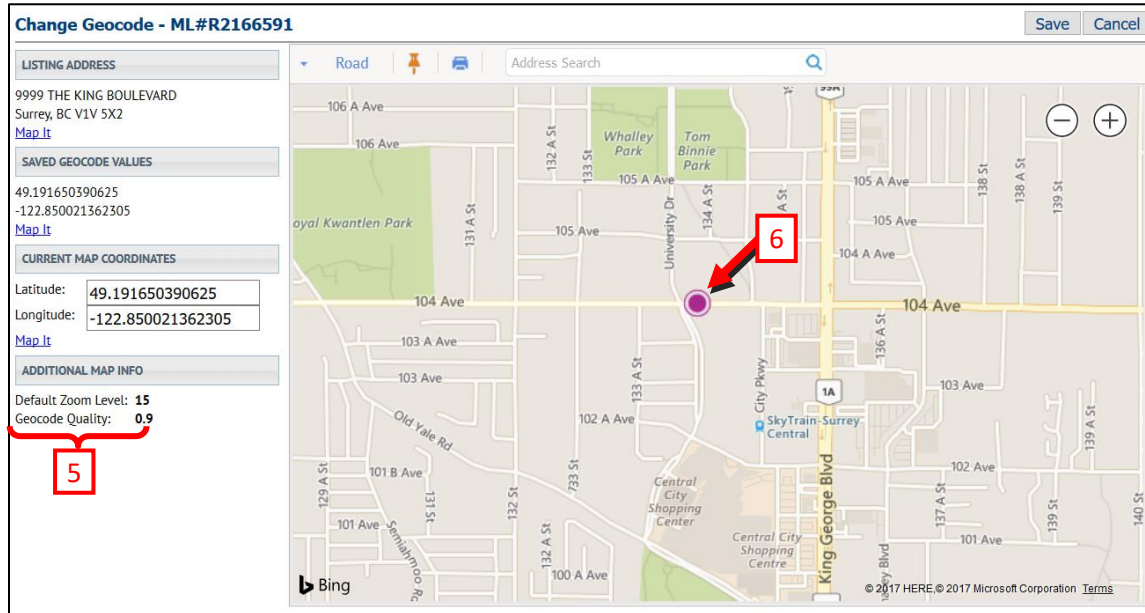 Change Geocode - ML#R2166591
Save Cancel
LISTING ADDRESS
9999 THE KING BOULEVARD
Surrey, BC V1V 5X2
Map It
SAVED GEOCODE VALUES
49.191650390625
-122.850021362305
Map It
CURRENT MAP COORDINATES
Latitude: 49.191650390625
Longitude: -122.850021362305
Map It
ADDITIONAL MAP INFO
Default Zoom Level: 15
Geocode Quality: 0.9
5
Road
Address Search
99A
106 A Ave
106 Ave
132 A St
133 St
Whalley
Park
Tom
Binnie
Park
105 A Ave
105 A Ave
138 St
138 A St
139 St
oyal Kwantlen Park
131 A St
105 Ave
University Dr
134 A St
A St
6
105 Ave
104 A Ave
104 Ave
104 Ave
103 A Ave
136 A St
103 Ave
133 A St
City Pkwy
1A
103 Ave
Old Yale Rd
102 A Ave
SkyTrain-Surrey
Central
139 A St
129 A St
101 B Ave
131 St
132 St
133 St
Central
City
Shopping
Center
King George Blvd
102 Ave
137 A St
139 St
140 St
101 Ave
Semiahmoo R
132 A St
100 A Ave
Central City
Shopping
Centre
halley Blvd
101 Ave
Bing
© 2017 HERE,© 2017 Microsoft Corporation Terms